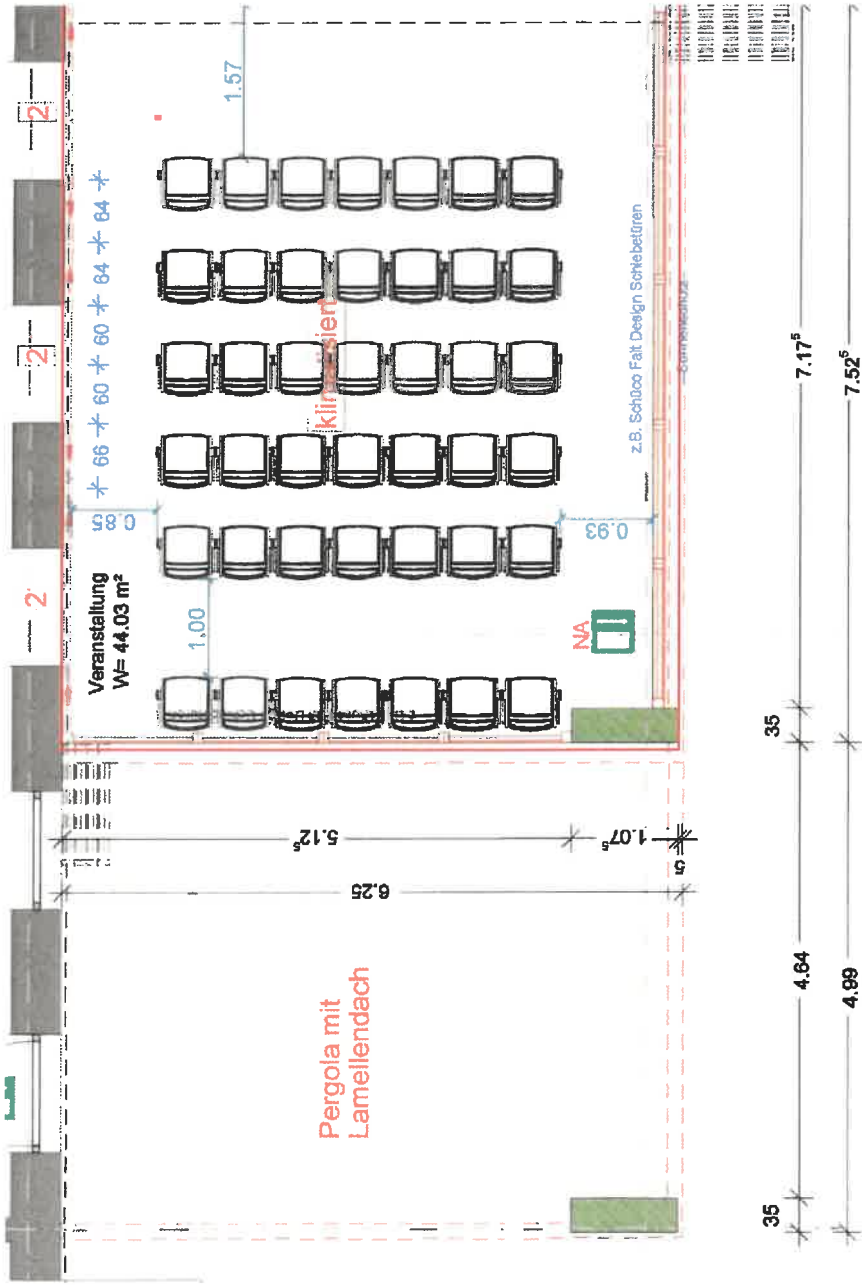 2
2
2
1.57
66 60 60 64 64
0.85
Veranstaltung
W= 44.03 m²
klimatisiert
1.00
0.93
z.B. Schüco Falt Design Schiebetüren
NA
35
7.17⁵
7.52⁵
5.12⁵
1.07⁵
5
6.25
Pergola mit
Lamellendach
4.64
4.99
35